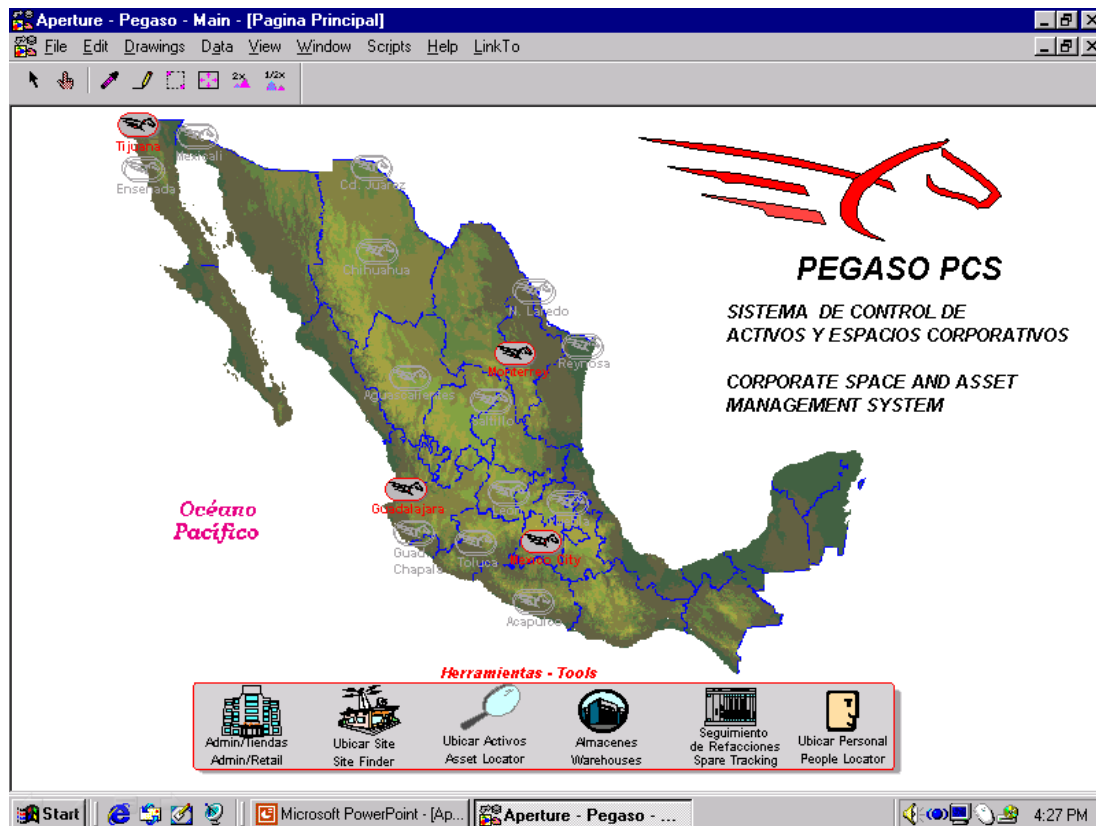 Aperture - Pegaso - Main - [Pagina Principal]
File Edit Drawings Data View Window Scripts Help LinkTo
2x 1/2x
Tijuana
Mexicali
Ensenada
Cd. Juarez
Chihuahua
N. Laredo
Monterrey
Reynosa
Aguascalientes
Saltillo
Guadalajara
Leon
Guad
Chapala
Toluca
Mexico City
Acapulco
Océano
Pacífico
PEGASO PCS
SISTEMA DE CONTROL DE
ACTIVOS Y ESPACIOS CORPORATIVOS
CORPORATE SPACE AND ASSET
MANAGEMENT SYSTEM
Herramientas - Tools
Admin/Tiendas
Admin/Retail
Ubicar Site
Site Finder
Ubicar Activos
Asset Locator
Almacenes
Warehouses
Seguimiento
de Refacciones
Spare Tracking
Ubicar Personal
People Locator
Start
Microsoft PowerPoint - [Ap...
Aperture - Pegaso - ...
4:27 PM